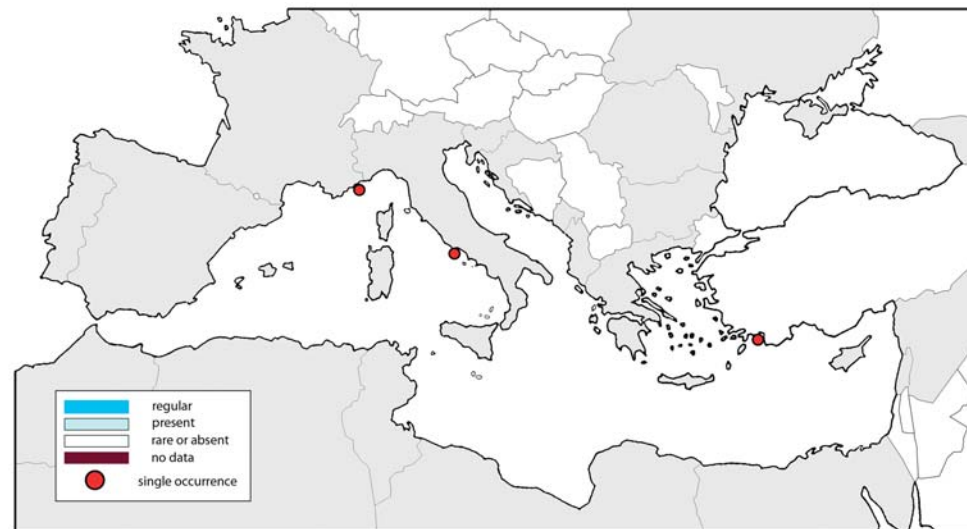 regular
present
rare or absent
no data
single occurrence